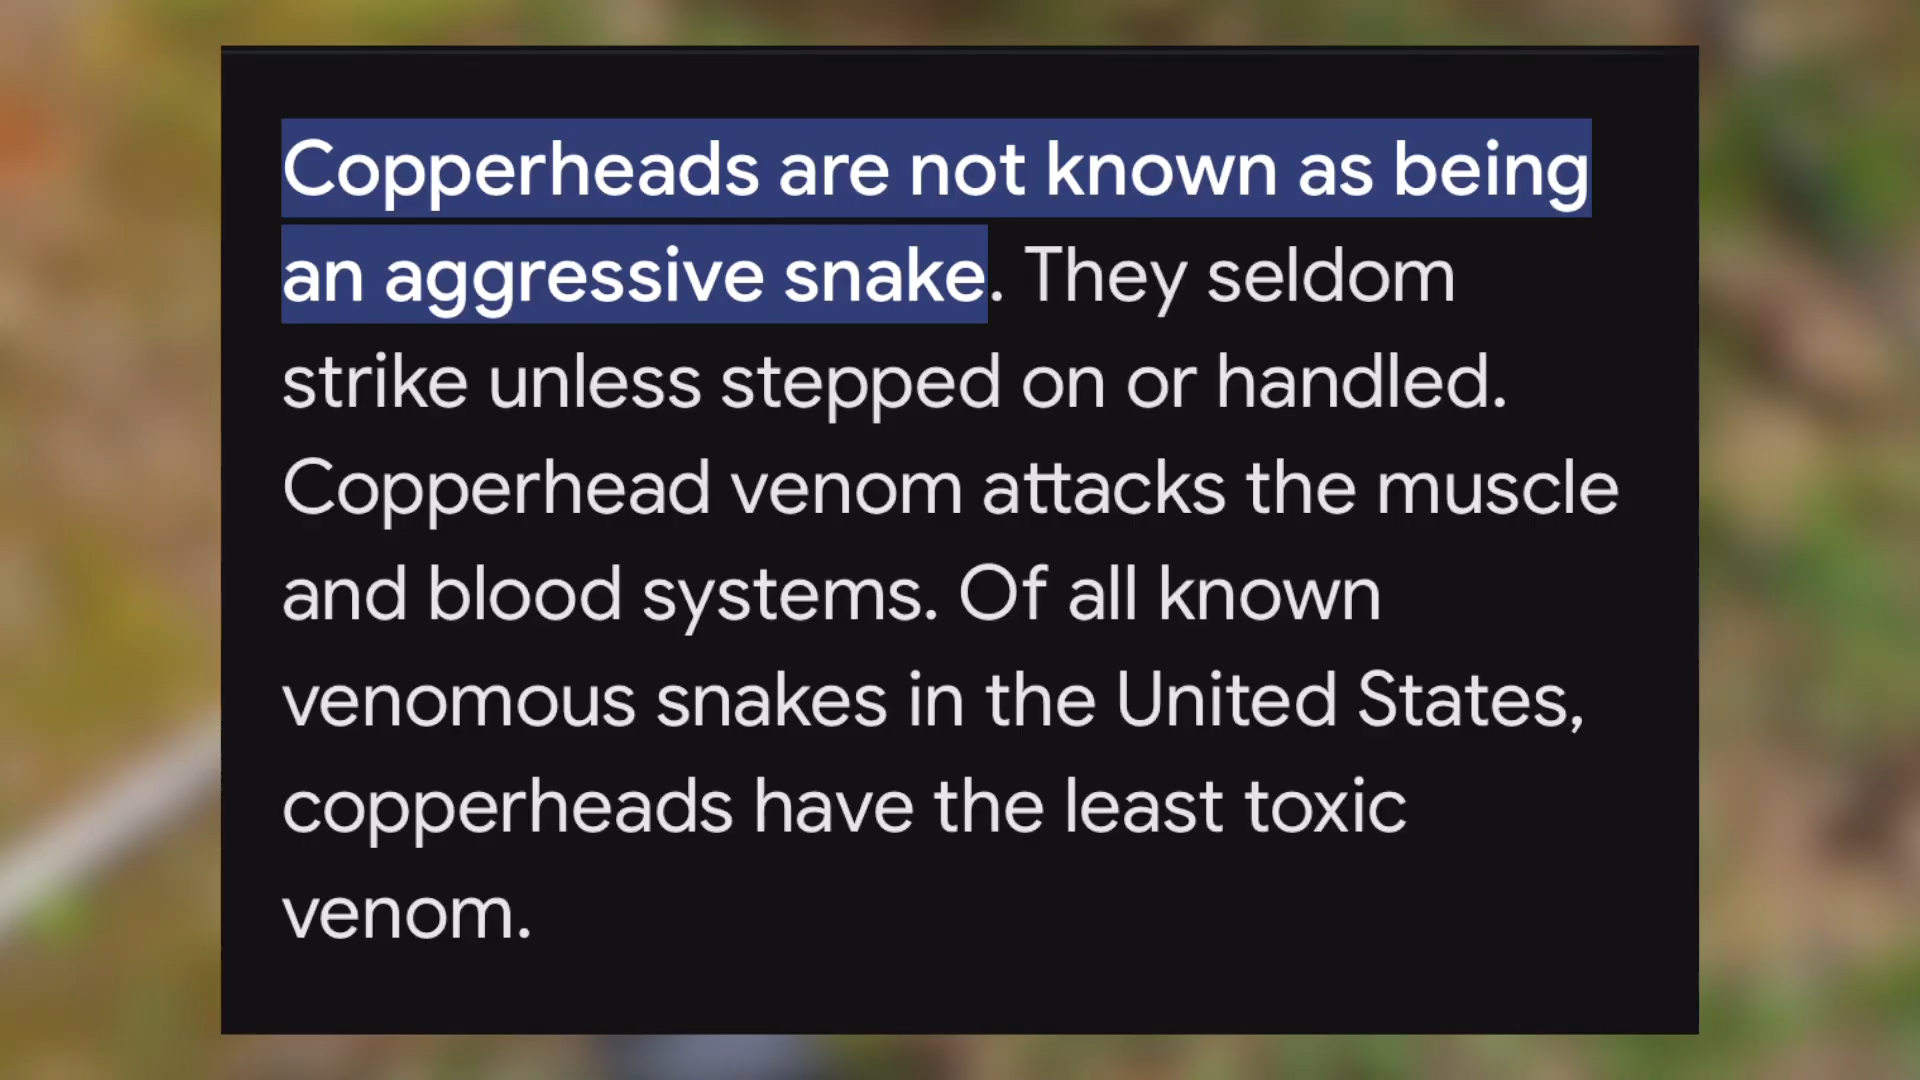 Copperheads are not known as being
an aggressive snake. They seldom
strike unless stepped on or handled.
Copperhead venom attacks the muscle
and blood systems. Of all known
venomous snakes in the United States,
copperheads have the least toxic
venom.